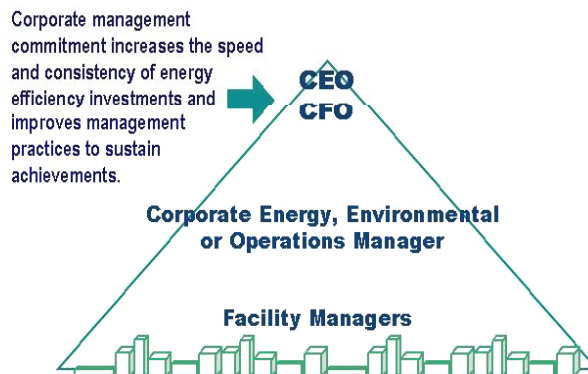 Corporate management
commitment increases the speed
and consistency of energy
efficiency investments and
improves management
practices to sustain
achievements.
CEO
CFO
Corporate Energy, Environmental
or Operations Manager
Facility Managers